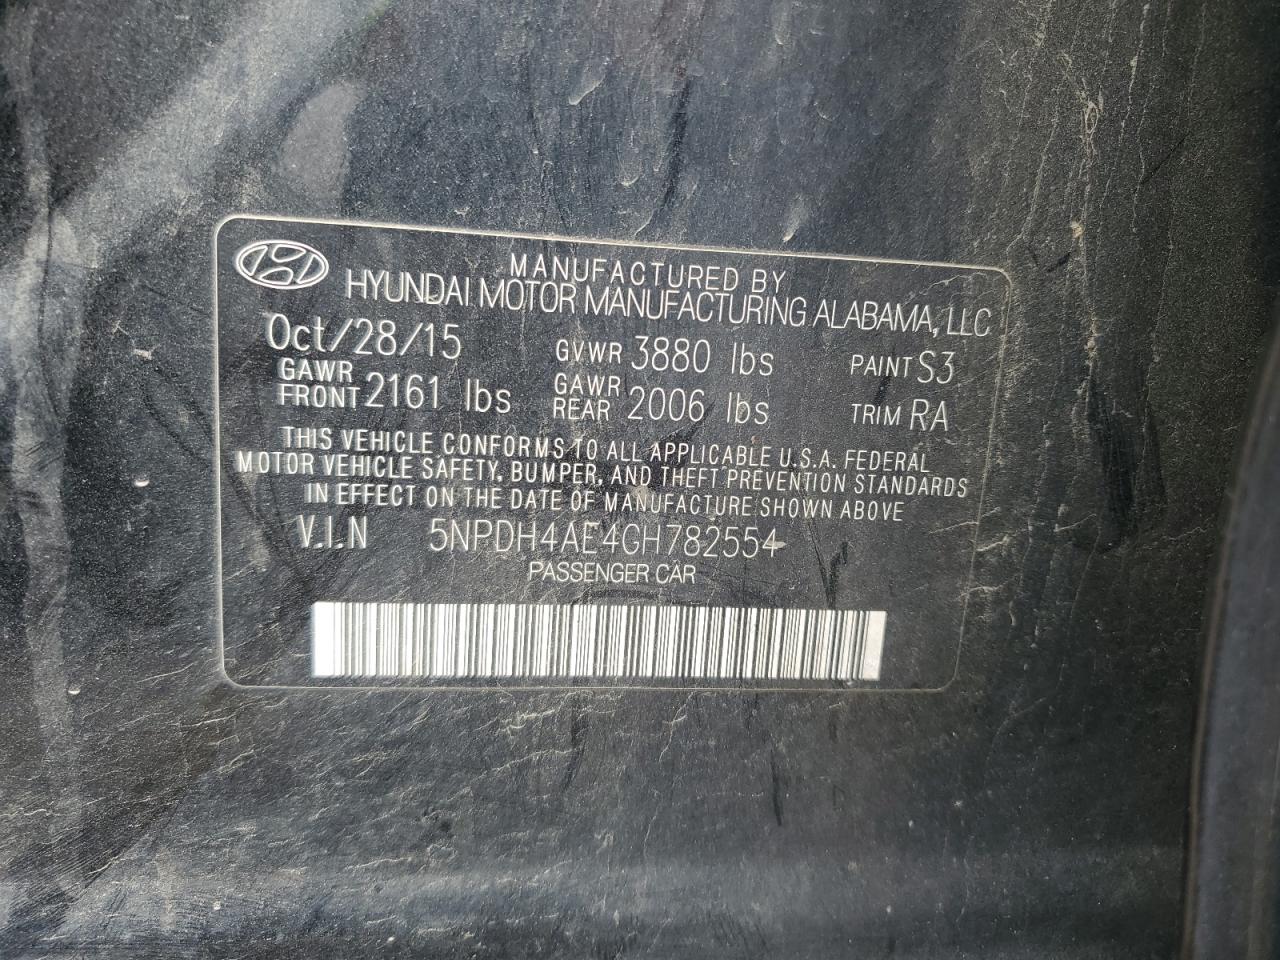 MANUFACTURED BY
HYUNDAI MOTOR MANUFACTURING ALABAMA, LLC
Oct/28/15 GVWR 3880 lbs PAINT S3
GAWR FRONT 2161 lbs GAWR REAR 2006 lbs TRIM RA
THIS VEHICLE CONFORMS TO ALL APPLICABLE U.S.A. FEDERAL
MOTOR VEHICLE SAFETY, BUMPER, AND THEFT PREVENTION STANDARDS
IN EFFECT ON THE DATE OF MANUFACTURE SHOWN ABOVE
V.I.N 5NPDH4AE4GH782554
PASSENGER CAR